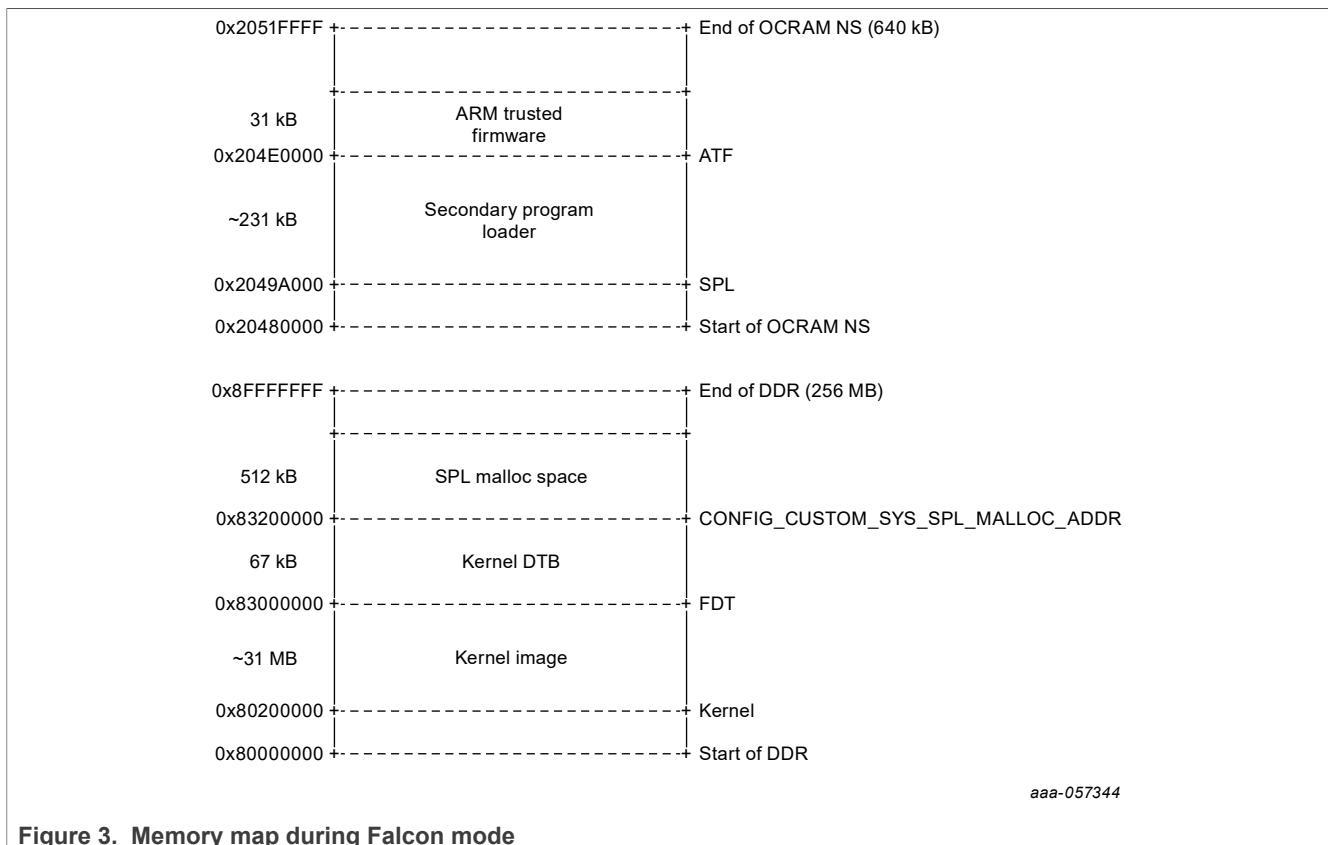 0x2051FFFF End of OCRAM NS (640 kB)
31 kB ARM trusted
firmware
0x204E0000 ATF
~231 kB Secondary program
loader
0x2049A000 SPL
0x20480000 Start of OCRAM NS
0x8FFFFFFF End of DDR (256 MB)
512 kB SPL malloc space
0x83200000 CONFIG_CUSTOM_SYS_SPL_MALLOC_ADDR
67 kB Kernel DTB
0x83000000 FDT
~31 MB Kernel image
0x80200000 Kernel
0x80000000 Start of DDR
aaa-057344
Figure 3. Memory map during Falcon mode